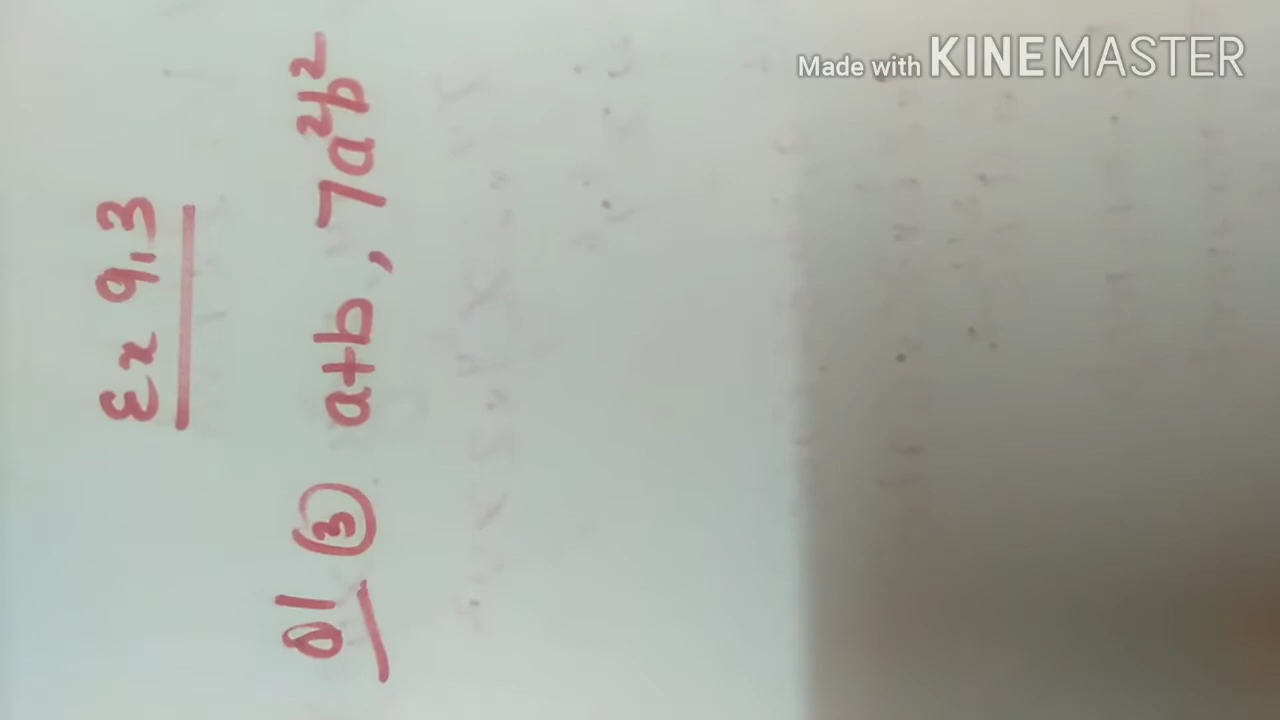 Made with KINEMASTER
Ex 9.3
Q1 (3) a+b, 7a²b²